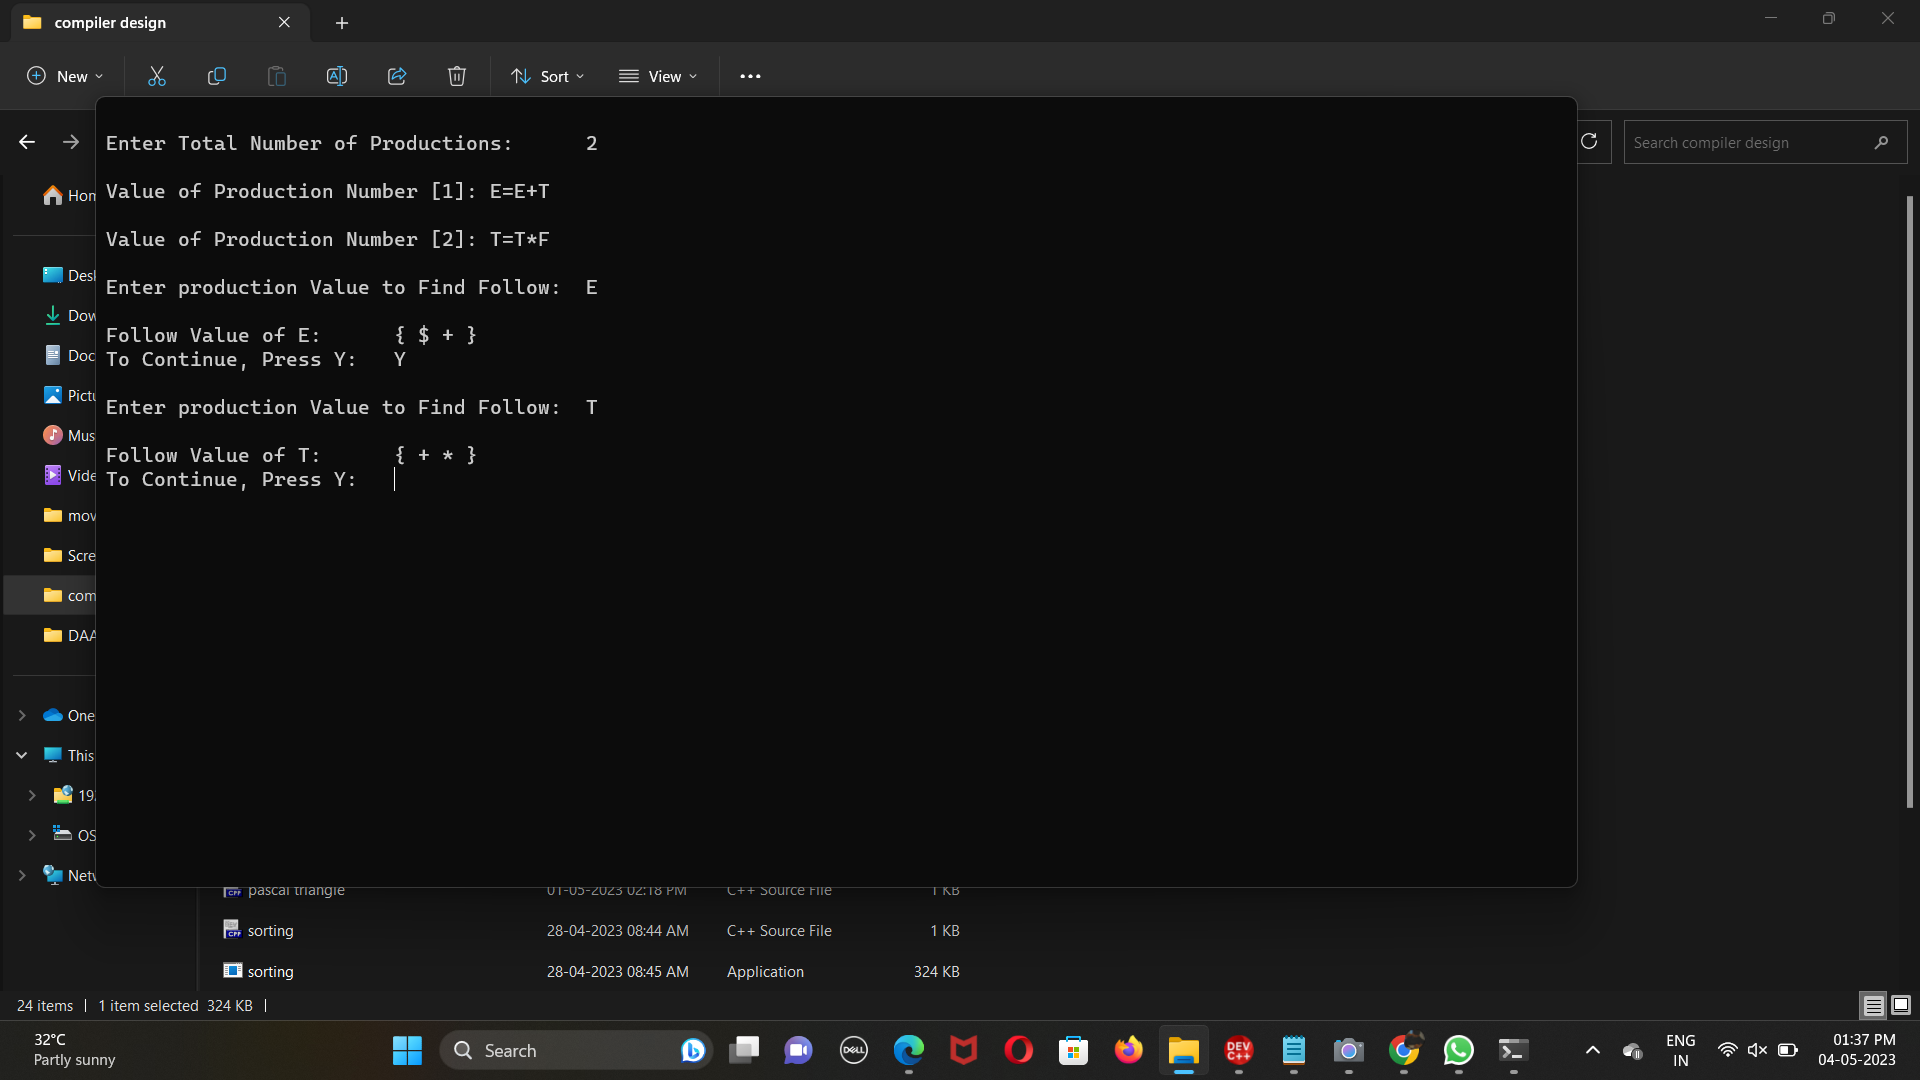 compiler design
New
Sort
View
Enter Total Number of Productions: 2
Search compiler design
Value of Production Number [1]: E=E+T
Hon
Value of Production Number [2]: T=T*F
Desk
Enter production Value to Find Follow: E
Dow
Follow Value of E: { $ + }
Doc
To Continue, Press Y: Y
Pictu
Enter production Value to Find Follow: T
Mus
Follow Value of T: { + * }
Vide
To Continue, Press Y:
mov
Scre
com
DAA
One
This
19
OS
Netw
pascal triangle 01-05-2023 02:18 PM C++ Source File 1 KB
sorting 28-04-2023 08:44 AM C++ Source File 1 KB
sorting 28-04-2023 08:45 AM Application 324 KB
24 items 1 item selected 324 KB
32°C
Partly sunny
Search
DELL
DEV
C++
ENG
IN
01:37 PM
04-05-2023